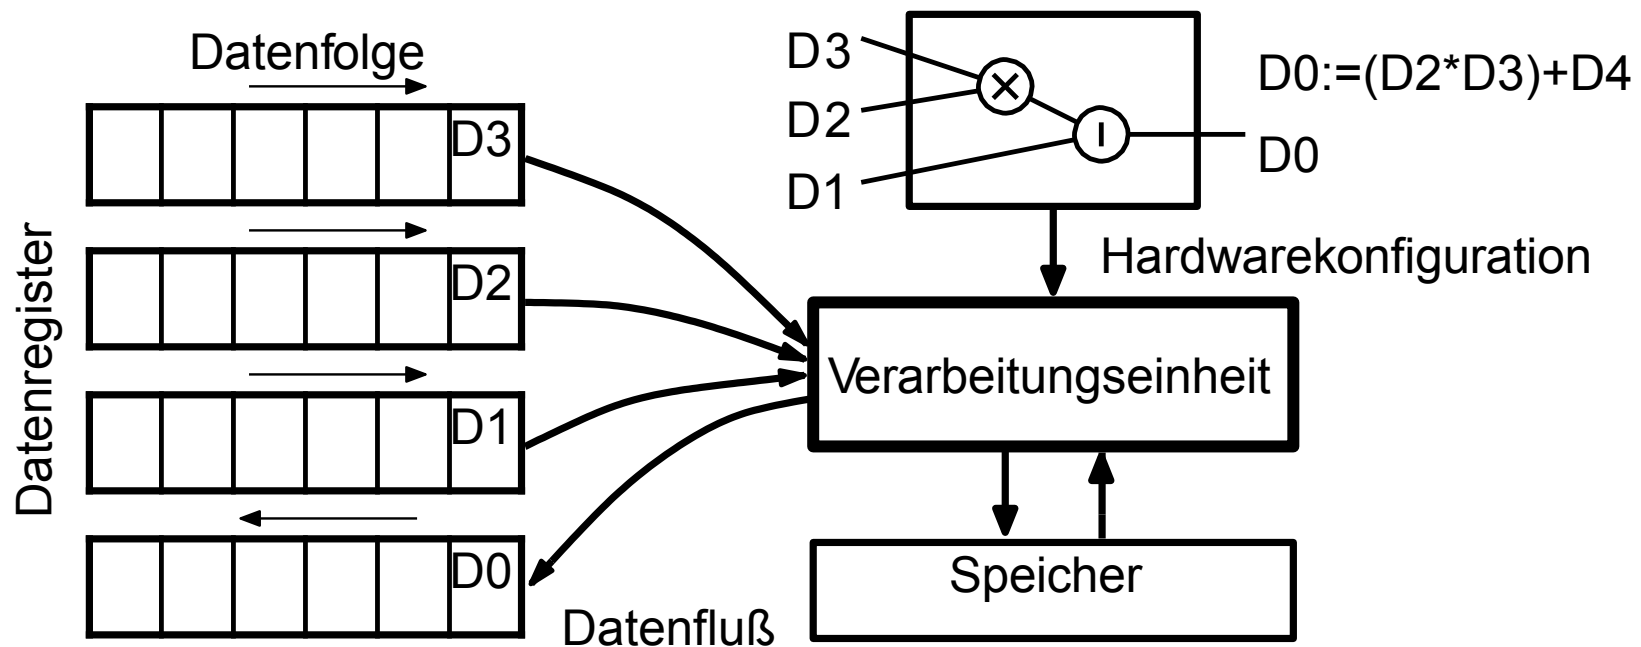 Datenfolge
D3
D2
D1
D0:=(D2*D3)+D4
D0
Hardwarekonfiguration
Datenregister
D3
D2
D1
D0
Verarbeitungseinheit
Speicher
Datenfluß